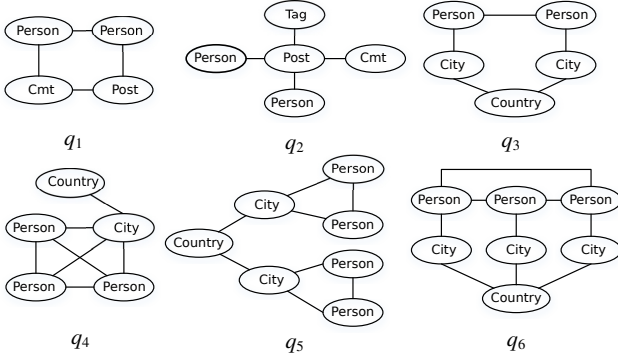 Person Person
Cmt Post
q1
Tag
Person Post Cmt
Person
q2
Person Person
City City
Country
q3
Country
Person City
Person Person
q4
Person
City
Person
Country
Person
City
Person
q5
Person Person Person
City City City
Country
q6